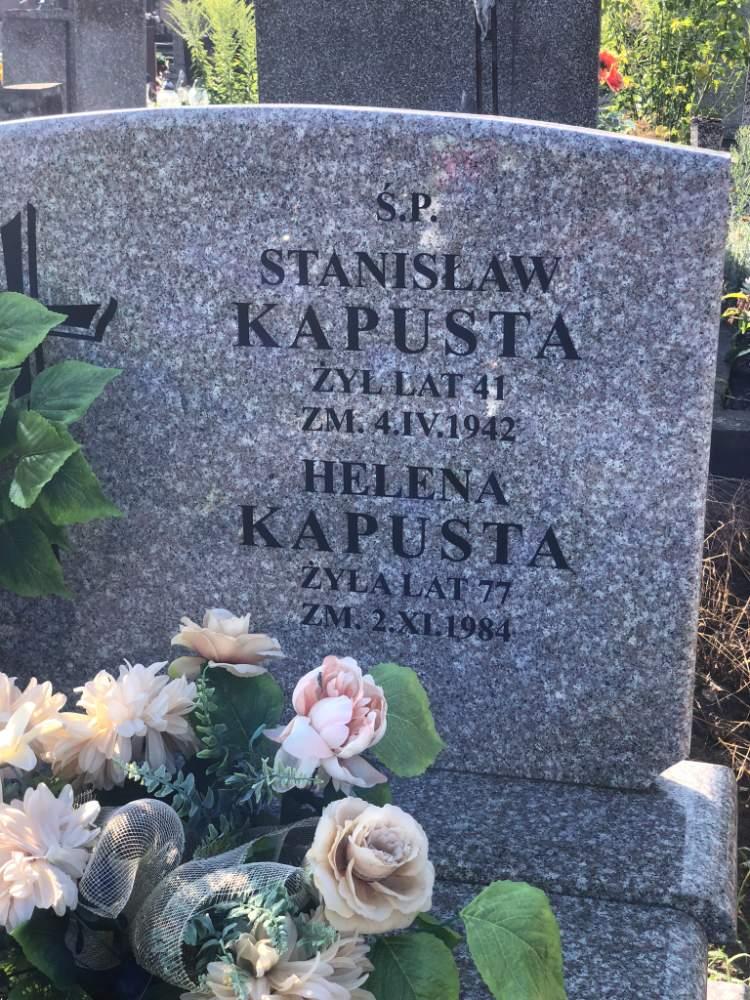 Ś.P.
STANISŁAW
KAPUSTA
ŻYŁ LAT 41
ZM. 4.IV.1942
HELENA
KAPUSTA
ŻYŁA LAT 77
ZM. 2.XI.1984